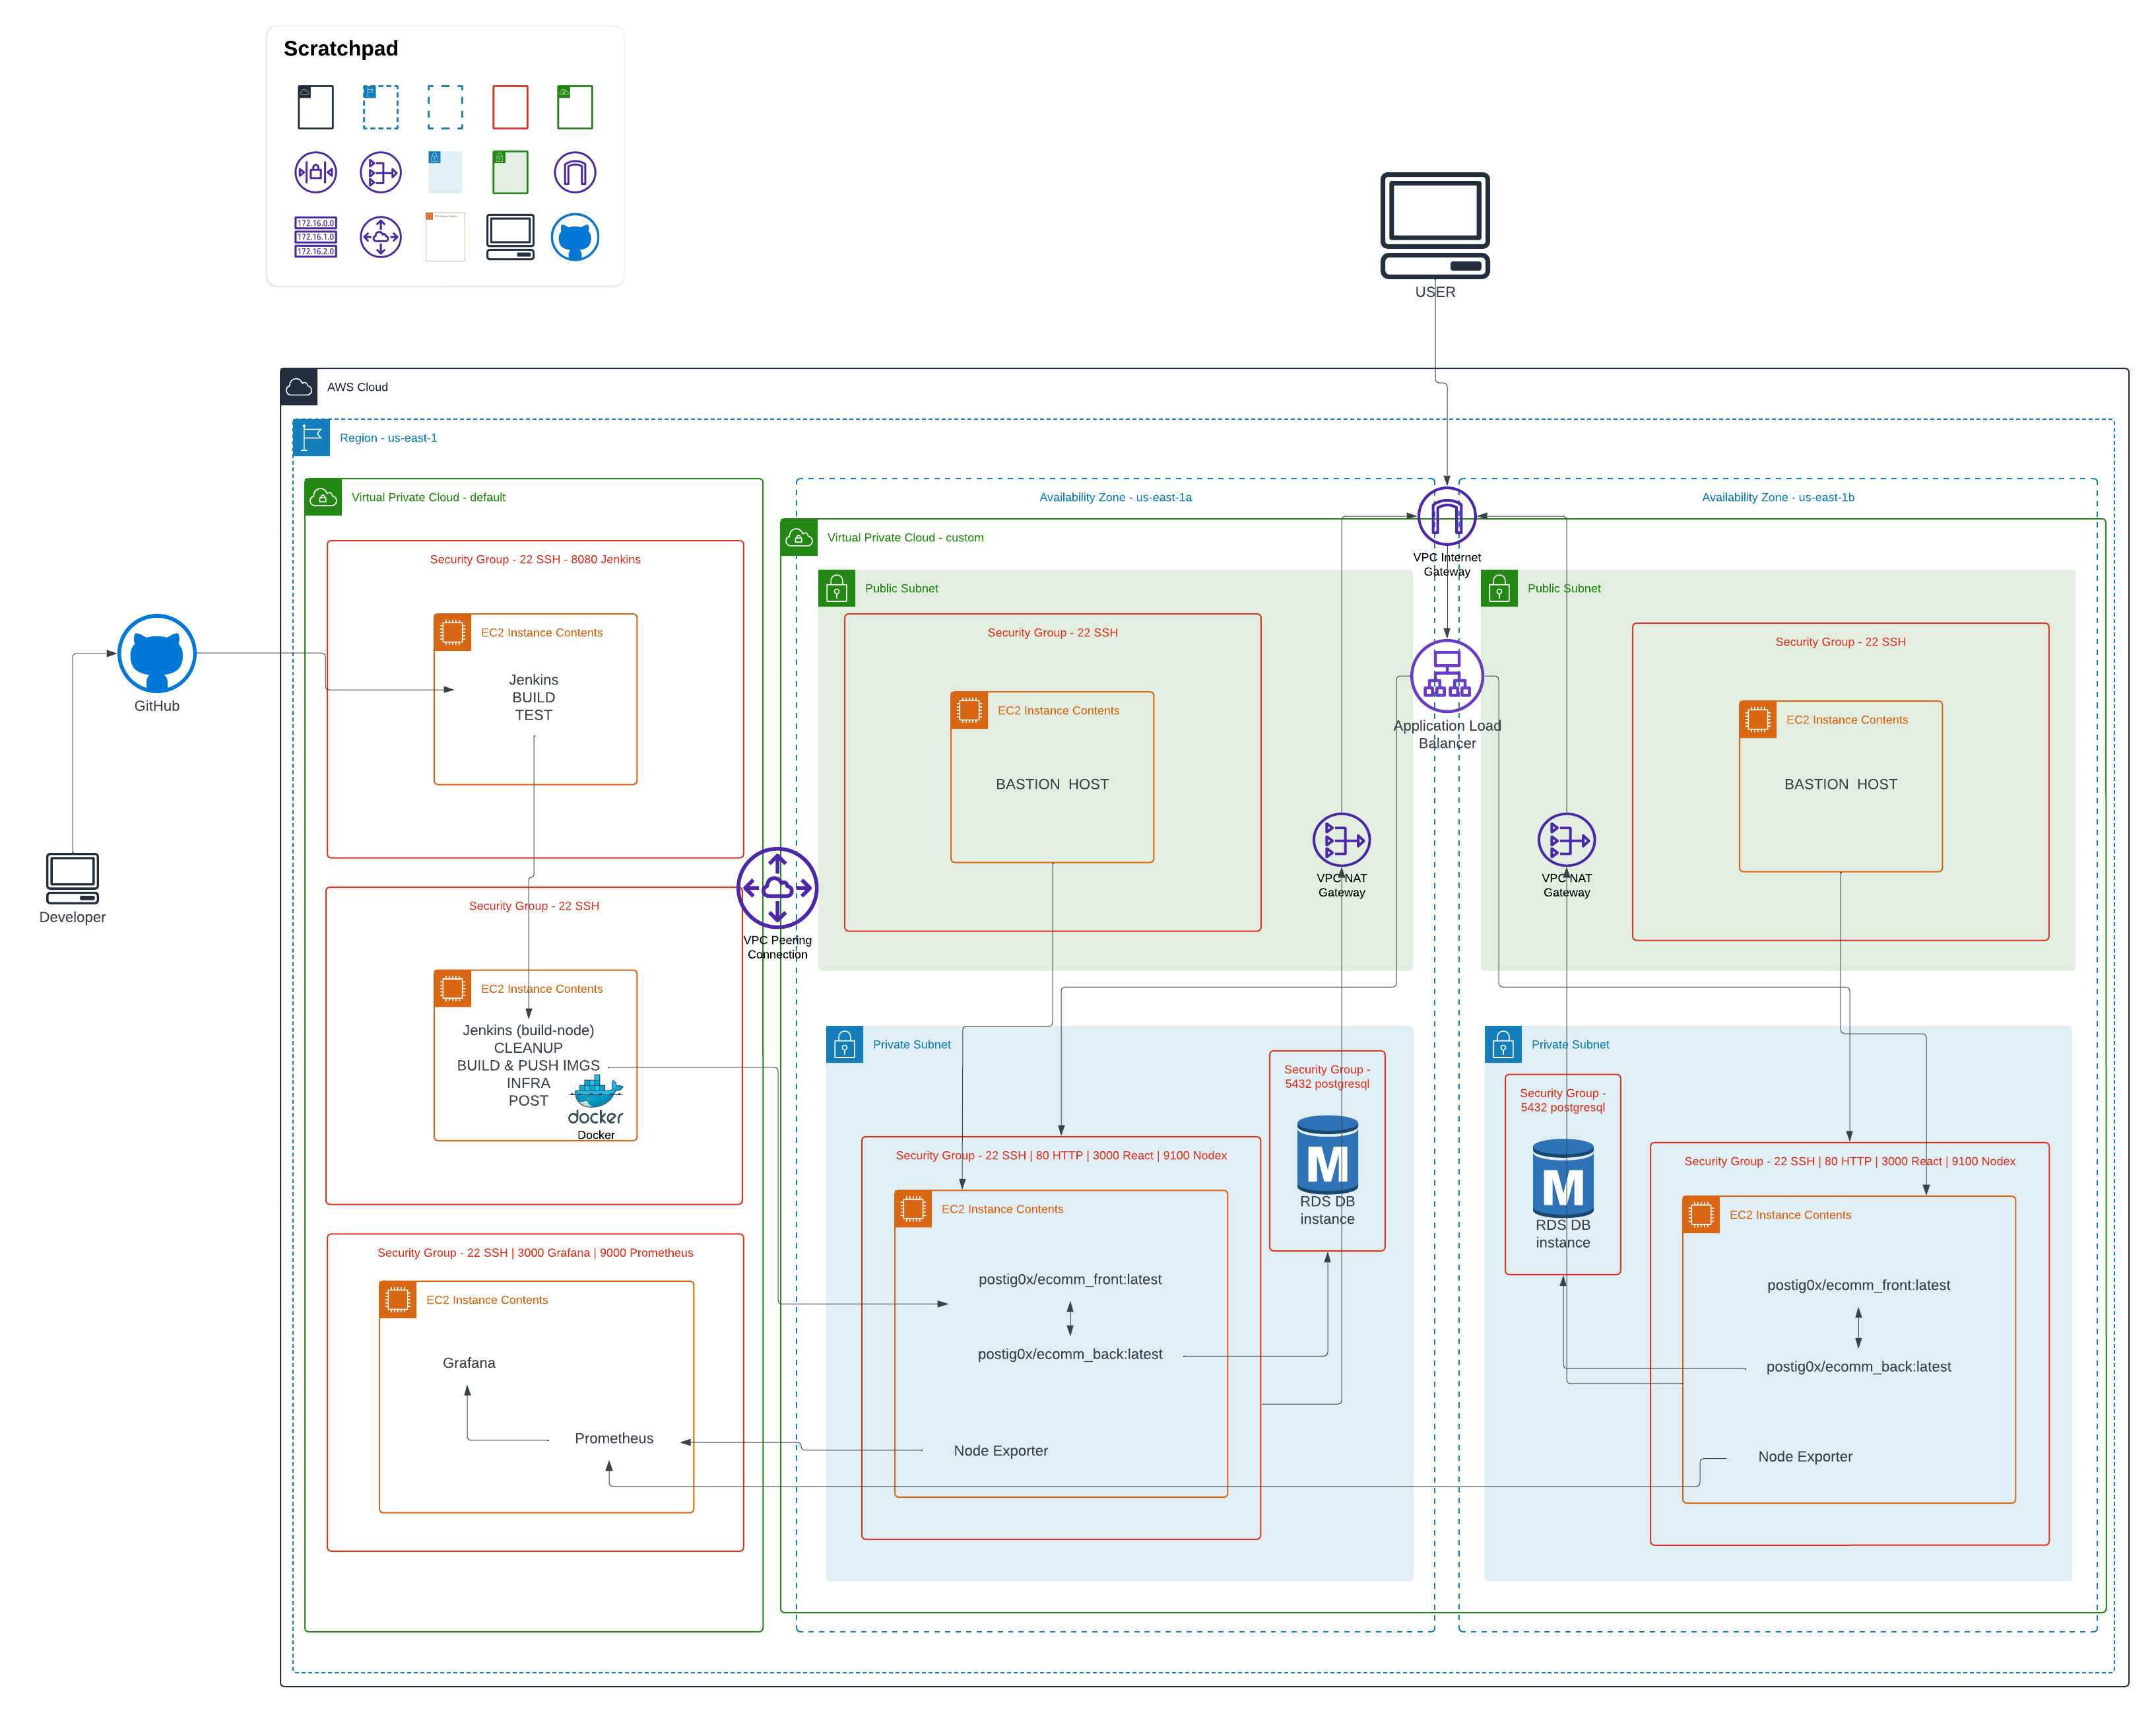 Scratchpad
172.16.0.0
172.16.1.0
172.16.2.0
USER
AWS Cloud
Region - us-east-1
Virtual Private Cloud - default
Security Group - 22 SSH - 8080 Jenkins
EC2 Instance Contents
Jenkins
BUILD
TEST
GitHub
Developer
Security Group - 22 SSH
EC2 Instance Contents
Jenkins (build-node)
CLEANUP
BUILD & PUSH IMGS
INFRA
POST
docker
Docker
Security Group - 22 SSH | 3000 Grafana | 9000 Prometheus
EC2 Instance Contents
Grafana
Prometheus
VPC Peering
Connection
Availability Zone - us-east-1a
Virtual Private Cloud - custom
Public Subnet
Security Group - 22 SSH
EC2 Instance Contents
BASTION  HOST
VPC NAT
Gateway
VPC Internet
Gateway
Application Load
Balancer
Private Subnet
Security Group -
5432 postgresql
M
RDS DB
instance
Security Group - 22 SSH | 80 HTTP | 3000 React | 9100 Nodex
EC2 Instance Contents
postig0x/ecomm_front:latest
postig0x/ecomm_back:latest
Node Exporter
Availability Zone - us-east-1b
Public Subnet
Security Group - 22 SSH
EC2 Instance Contents
BASTION  HOST
VPC NAT
Gateway
Private Subnet
Security Group -
5432 postgresql
M
RDS DB
instance
Security Group - 22 SSH | 80 HTTP | 3000 React | 9100 Nodex
EC2 Instance Contents
postig0x/ecomm_front:latest
postig0x/ecomm_back:latest
Node Exporter